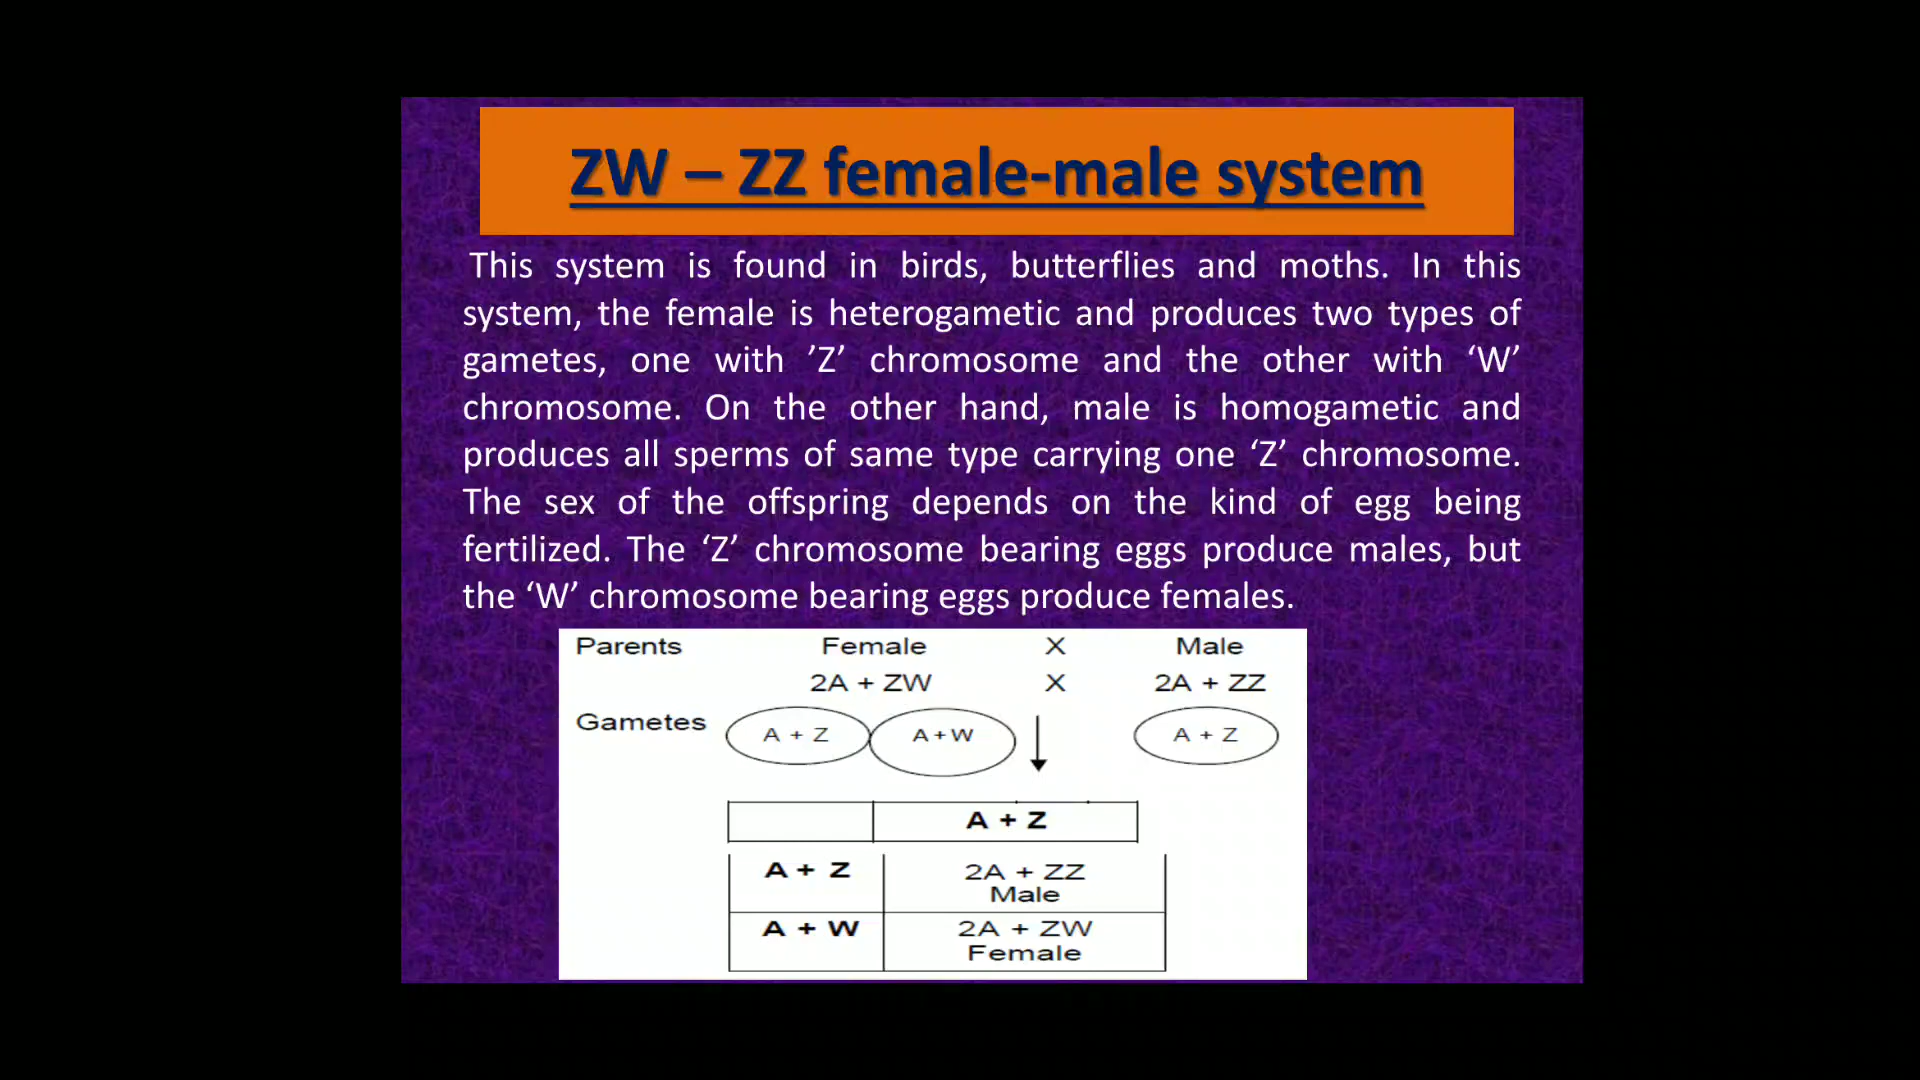 ZW – ZZ female-male system
This system is found in birds, butterflies and moths. In this
system, the female is heterogametic and produces two types of
gametes, one with ’Z’ chromosome and the other with ‘W’
chromosome. On the other hand, male is homogametic and
produces all sperms of same type carrying one ‘Z’ chromosome.
The sex of the offspring depends on the kind of egg being
fertilized. The ‘Z’ chromosome bearing eggs produce males, but
the ‘W’ chromosome bearing eggs produce females.
Parents Female X Male
2A + ZW X 2A + ZZ
Gametes A + Z A + W A + Z
A + Z
A + Z 2A + ZZ
Male
A + W 2A + ZW
Female